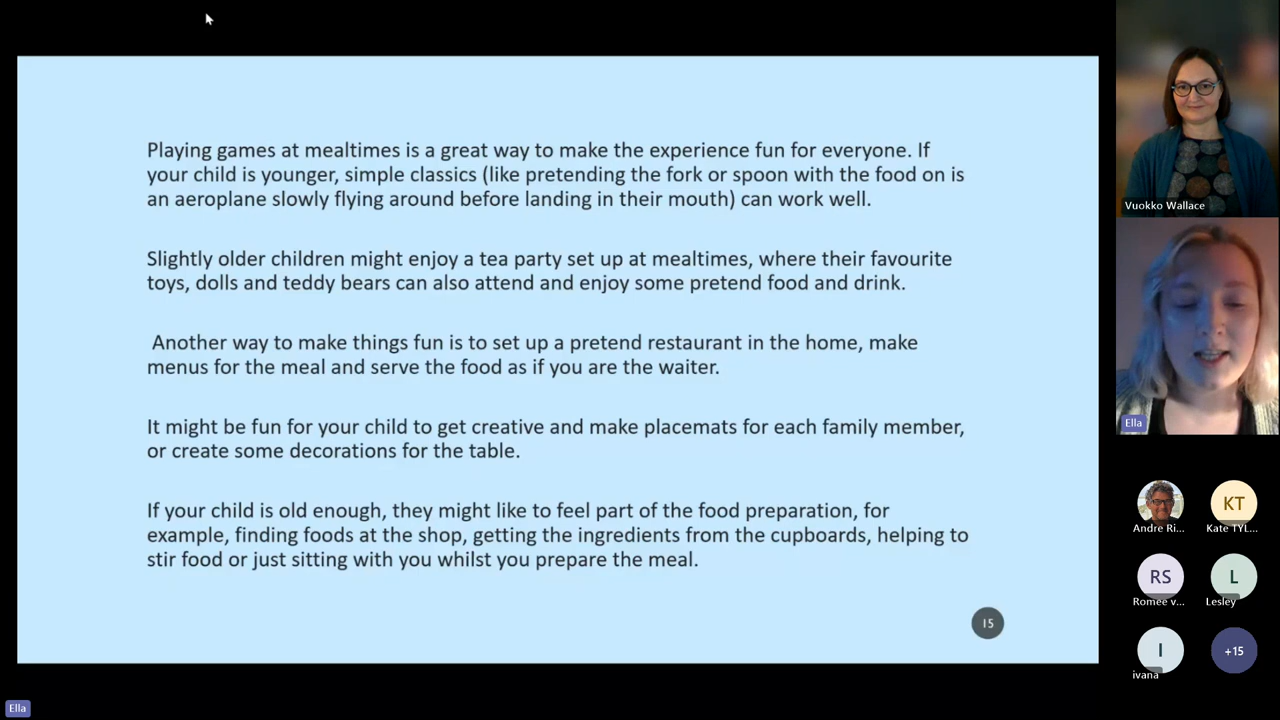 Playing games at mealtimes is a great way to make the experience fun for everyone. If
your child is younger, simple classics (like pretending the fork or spoon with the food on is
an aeroplane slowly flying around before landing in their mouth) can work well.
Slightly older children might enjoy a tea party set up at mealtimes, where their favourite
toys, dolls and teddy bears can also attend and enjoy some pretend food and drink.
Another way to make things fun is to set up a pretend restaurant in the home, make
menus for the meal and serve the food as if you are the waiter.
It might be fun for your child to get creative and make placemats for each family member,
or create some decorations for the table.
If your child is old enough, they might like to feel part of the food preparation, for
example, finding foods at the shop, getting the ingredients from the cupboards, helping to
stir food or just sitting with you whilst you prepare the meal.
15
Vuokko Wallace
Ella
KT
Andre Ri...
Kate TYL...
RS
L
Romée v...
Lesley
I
+15
ivana
Ella